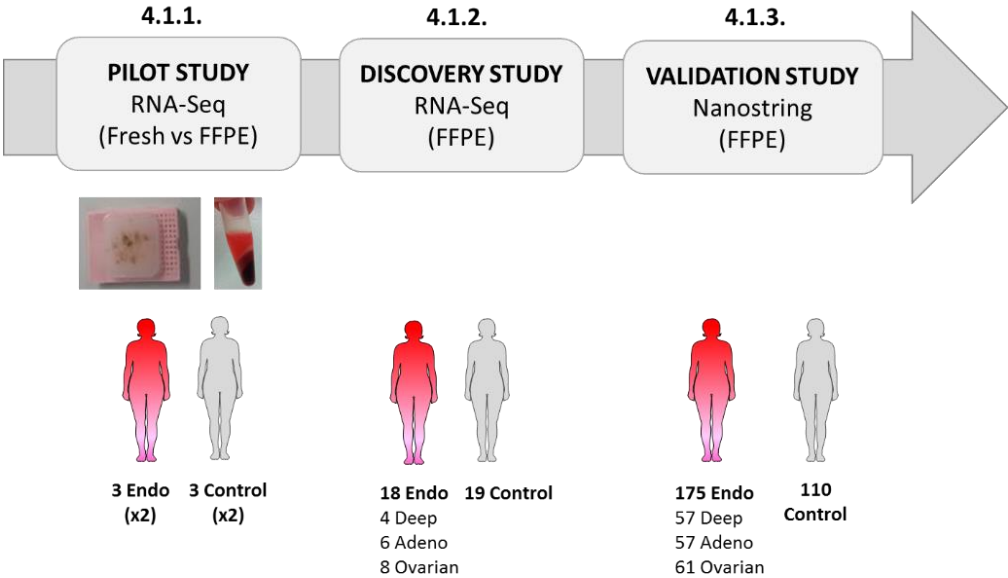 4.1.1.
PILOT STUDY
RNA-Seq
(Fresh vs FFPE)
4.1.2.
DISCOVERY STUDY
RNA-Seq
(FFPE)
4.1.3.
VALIDATION STUDY
Nanostring
(FFPE)
3 Endo
(x2)
3 Control
(x2)
18 Endo
4 Deep
6 Adeno
8 Ovarian
19 Control
175 Endo
57 Deep
57 Adeno
61 Ovarian
110
Control